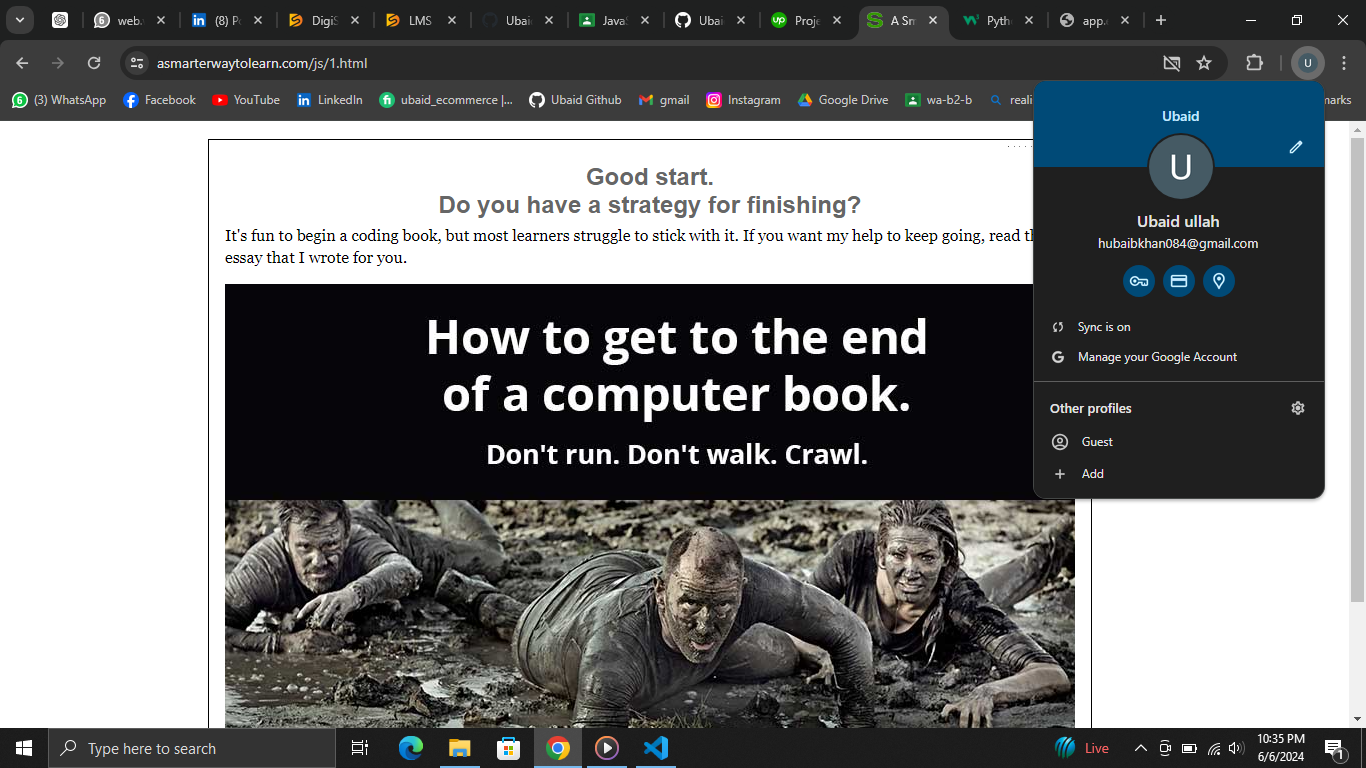 web.
(8) P
DigiS
LMS
Ubaid
Java
Ubai
Proje
A Sm
Pyth
app.
asmarterwaytolearn.com/js/1.html
U
(3) WhatsApp
Facebook
YouTube
LinkedIn
ubaid_ecommerce |...
Ubaid Github
gmail
Instagram
Google Drive
wa-b2-b
reali
marks
Ubaid
U
Ubaid ullah
hubaibkhan084@gmail.com
Sync is on
Manage your Google Account
Other profiles
Guest
Add
Good start.
Do you have a strategy for finishing?
It's fun to begin a coding book, but most learners struggle to stick with it. If you want my help to keep going, read th
essay that I wrote for you.
How to get to the end
of a computer book.
Don't run. Don't walk. Crawl.
Type here to search
Live
10:35 PM
6/6/2024
1